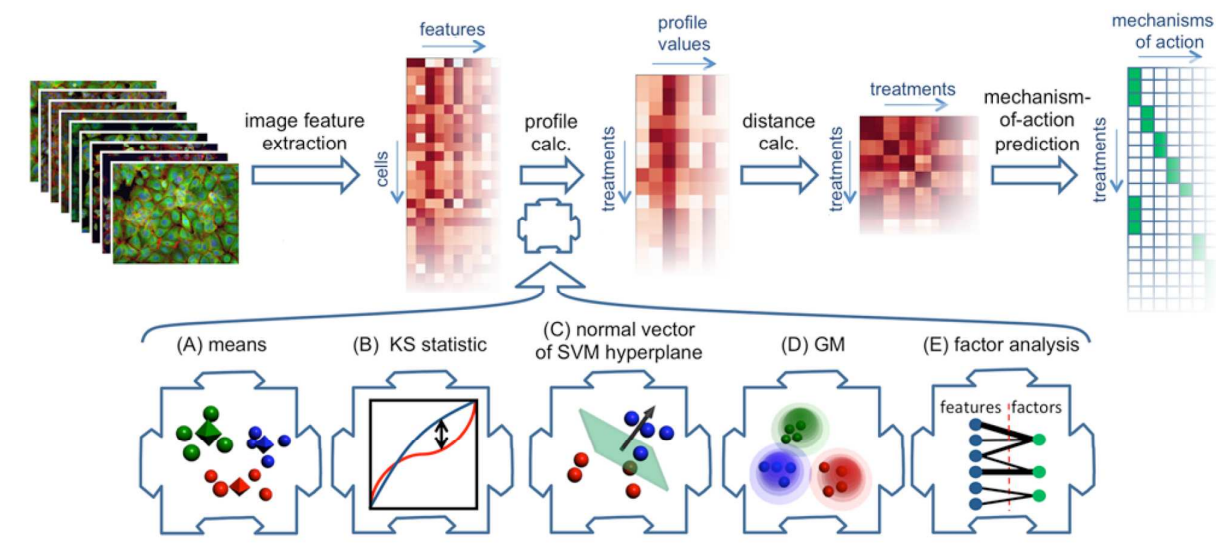 features
cells
image feature
extraction
profile
calc.
profile
values
treatments
distance
calc.
treatments
treatments
mechanism-
of-action
prediction
mechanisms
of action
treatments
(A) means
(B) KS statistic
(C) normal vector
of SVM hyperplane
(D) GM
(E) factor analysis
features
factors